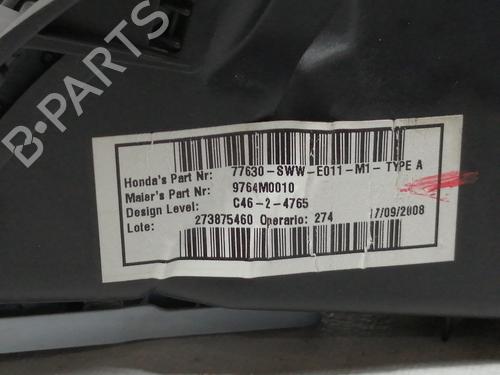 B-PARTS
Honda's Part Nr: 77630-SWW-E011-M1-TYPE A
Maier's Part Nr: 9764M0010
Design Level: C46-2-4765
Lote: 273875460 Operario: 274 17/09/2008